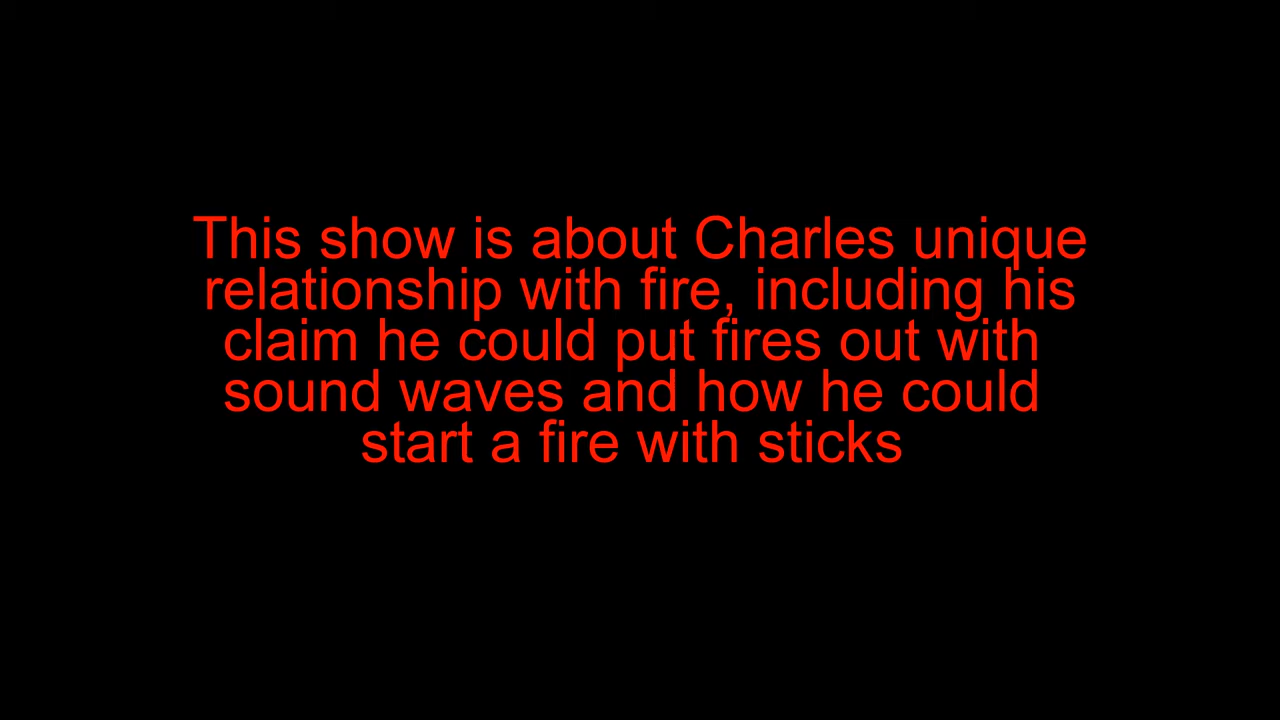 This show is about Charles unique
relationship with fire, including his
claim he could put fires out with
sound waves and how he could
start a fire with sticks